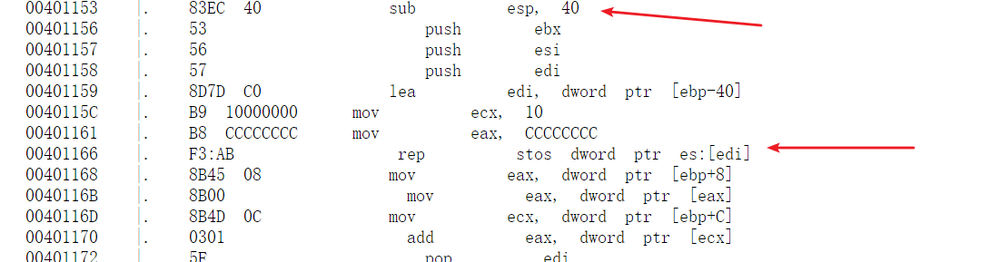 00401153 |. 83EC 40 sub esp, 40
00401156 |. 53 push ebx
00401157 |. 56 push esi
00401158 |. 57 push edi
00401159 |. 8D7D C0 lea edi, dword ptr [ebp-40]
0040115C |. B9 10000000 mov ecx, 10
00401161 |. B8 CCCCCCCC mov eax, CCCCCCCC
00401166 |. F3:AB rep stos dword ptr es:[edi]
00401168 |. 8B45 08 mov eax, dword ptr [ebp+8]
0040116B |. 8B00 mov eax, dword ptr [eax]
0040116D |. 8B4D 0C mov ecx, dword ptr [ebp+C]
00401170 |. 0301 add eax, dword ptr [ecx]
00401172 |. 5F pop edi